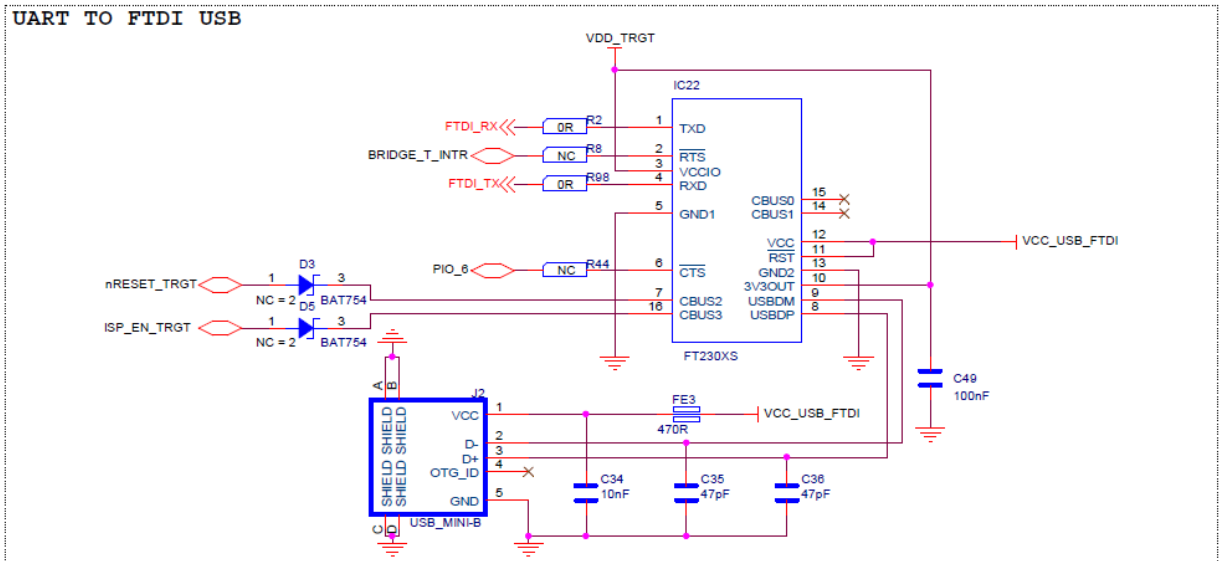 UART TO FTDI USB
VDD_TRGT
IC22
FTDI_RX
0R
R2
1
TXD
BRIDGE_T_INTR
NC
R8
2
RTS
3
VCCIO
FTDI_TX
0R
R98
4
RXD
CBUS0
15
CBUS1
14
5
GND1
VCC
12
VCC_USB_FTDI
RST
11
PIO_6
NC
R44
6
CTS
GND2
13
3V3OUT
10
nRESET_TRGT
1
D3
3
NC = 2
BAT754
7
CBUS2
USBDM
9
16
CBUS3
USBDP
8
ISP_EN_TRGT
1
D5
3
NC = 2
BAT754
FT230XS
C49
100nF
A
B
J2
SHIELD
SHIELD
SHIELD
SHIELD
VCC
1
FE3
470R
VCC_USB_FTDI
D-
2
D+
3
OTG_ID
4
GND
5
C34
10nF
C35
47pF
C36
47pF
C
D
USB_MINI-B